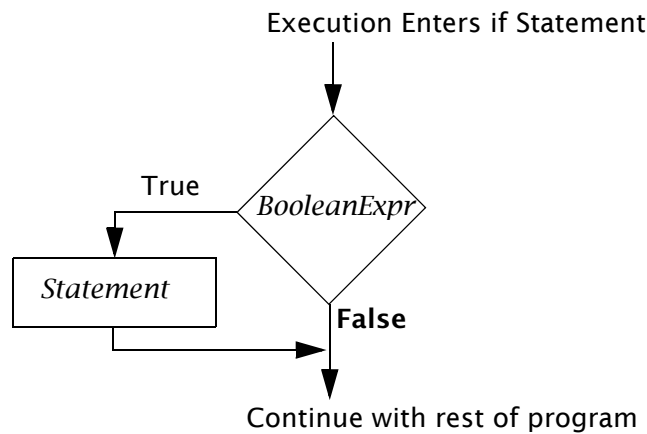 Execution Enters if Statement
True
BooleanExpr
Statement
False
Continue with rest of program